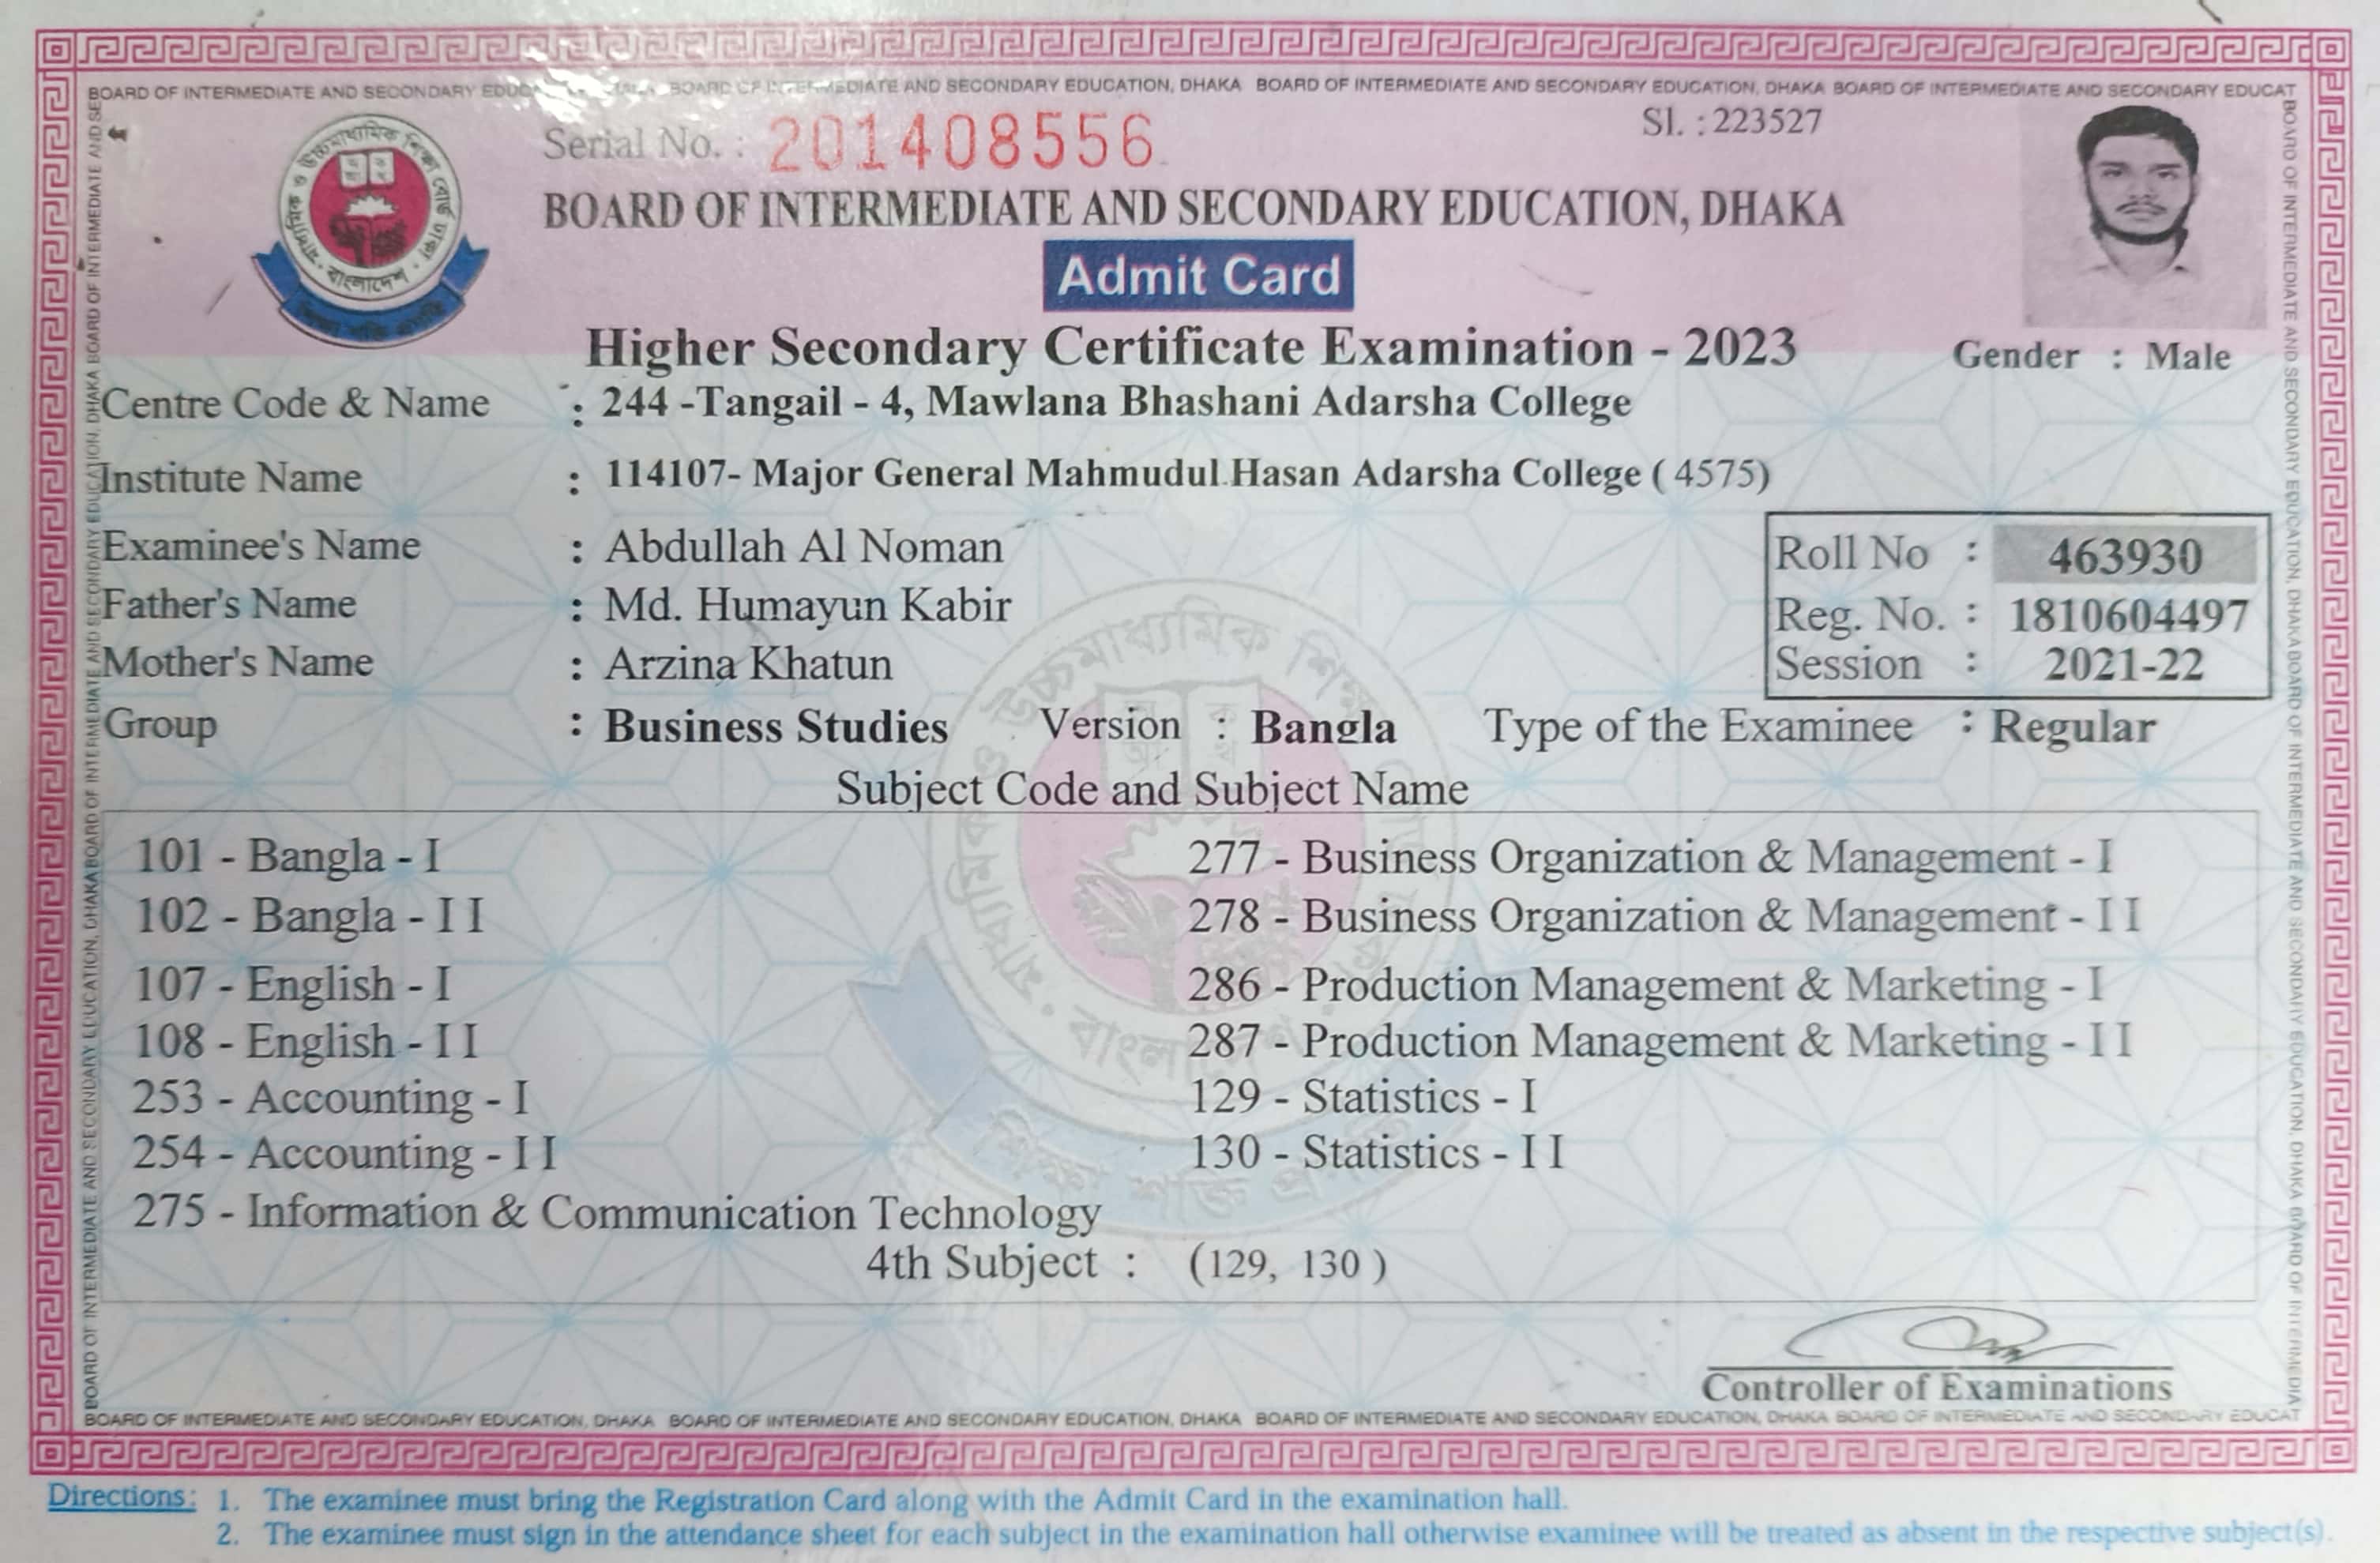 BOARD OF INTERMEDIATE AND SECONDARY EDUCATION, DHAKA BOARD OF INTERMEDIATE AND SECONDARY EDUCATION, DHAKA BOARD OF INTERMEDIATE AND SECONDARY EDUCATION, DHAKA BOARD OF INTERMEDIATE AND SECONDARY EDUCAT
Serial No. : 201408556
Sl. : 223527
উচ্চমাধ্যমিক শিক্ষা বোর্ড ঢাকা
বাংলাদেশ
BOARD OF INTERMEDIATE AND SECONDARY EDUCATION, DHAKA
Admit Card
Higher Secondary Certificate Examination - 2023
Gender : Male
Centre Code & Name : 244 -Tangail - 4, Mawlana Bhashani Adarsha College
Institute Name : 114107- Major General Mahmudul Hasan Adarsha College ( 4575)
Examinee's Name : Abdullah Al Noman
Father's Name : Md. Humayun Kabir
Mother's Name : Arzina Khatun
Roll No : 463930
Reg. No. : 1810604497
Session : 2021-22
Group : Business Studies Version : Bangla Type of the Examinee : Regular
Subject Code and Subject Name
101 - Bangla - I
102 - Bangla - II
107 - English - I
108 - English - II
253 - Accounting - I
254 - Accounting - II
275 - Information & Communication Technology
277 - Business Organization & Management - I
278 - Business Organization & Management - II
286 - Production Management & Marketing - I
287 - Production Management & Marketing - II
129 - Statistics - I
130 - Statistics - II
4th Subject : (129, 130 )
Controller of Examinations
BOARD OF INTERMEDIATE AND SECONDARY EDUCATION, DHAKA BOARD OF INTERMEDIATE AND SECONDARY EDUCATION, DHAKA BOARD OF INTERMEDIATE AND SECONDARY EDUCATION, DHAKA BOARD OF INTERMEDIATE AND SECONDARY EDUCAT
Directions: 1. The examinee must bring the Registration Card along with the Admit Card in the examination hall.
2. The examinee must sign in the attendance sheet for each subject in the examination hall otherwise examinee will be treated as absent in the respective subject(s).